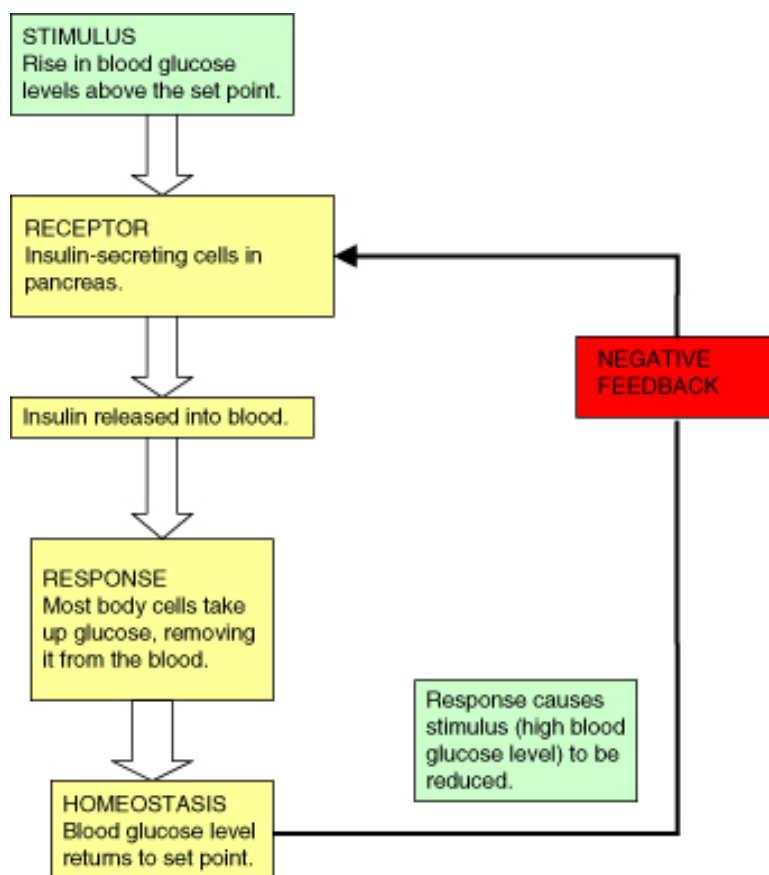 STIMULUS
Rise in blood glucose
levels above the set point.
RECEPTOR
Insulin-secreting cells in
pancreas.
NEGATIVE
FEEDBACK
Insulin released into blood.
RESPONSE
Most body cells take
up glucose, removing
it from the blood.
Response causes
stimulus (high blood
glucose level) to be
reduced.
HOMEOSTASIS
Blood glucose level
returns to set point.